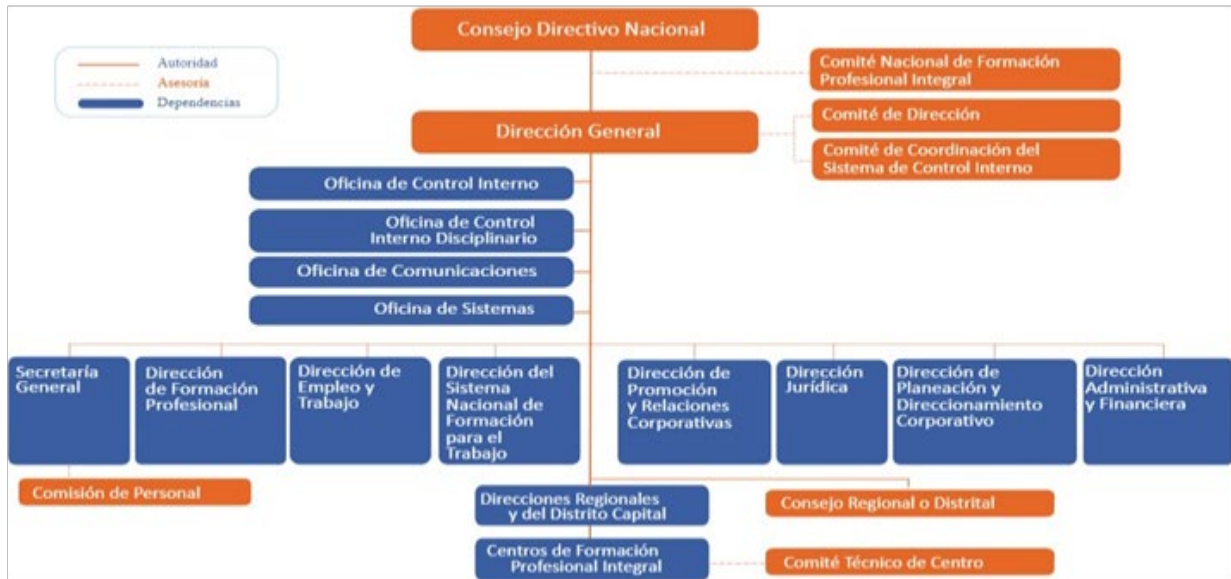 Consejo Directivo Nacional
Autoridad
Asesoría
Dependencias
Comité Nacional de Formación
Profesional Integral
Dirección General
Comité de Dirección
Comité de Coordinación del
Sistema de Control Interno
Oficina de Control Interno
Oficina de Control
Interno Disciplinario
Oficina de Comunicaciones
Oficina de Sistemas
Secretaría
General
Dirección
de Formación
Profesional
Dirección de
Empleo y
Trabajo
Dirección del
Sistema
Nacional de
Formación
para el
Trabajo
Dirección de
Promoción
y Relaciones
Corporativas
Dirección
Jurídica
Dirección de
Planeación y
Direccionamiento
Corporativo
Dirección
Administrativa
y Financiera
Comisión de Personal
Direcciones Regionales
y del Distrito Capital
Consejo Regional o Distrital
Centros de Formación
Profesional Integral
Comité Técnico de Centro